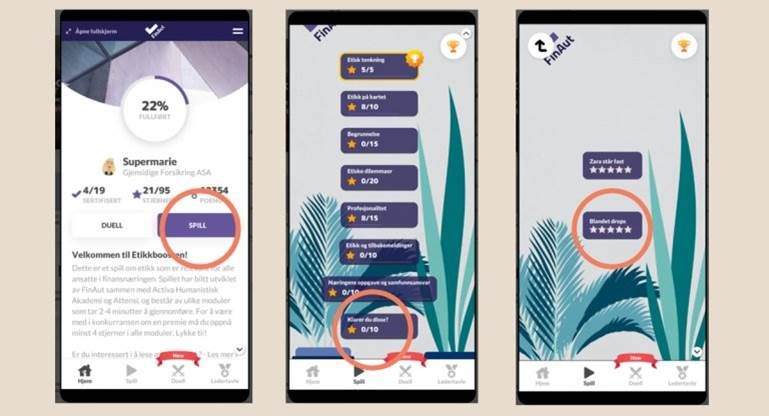 Åpne fullskjerm
FinAut
22%
FULLFØRT
Supermarie
Gjensidige Forsikring ASA
4/19
SERTIFISERT
21/95
STJERNER
POENG
DUELL
SPILL
Velkommen til Etikkboosten!
Dette er et spill om etikk som er relevant for alle
ansatte i finansnæringen. Spillet har blitt utviklet
av FinAut sammen med Activa Humanistisk
Akademi og Attensi, og består av ulike moduler
som tar 2-4 minutter å gjennomføre. For å være
med i konkurransen om en premie må du oppnå
minst 4 stjerner i alle moduler. Lykke til!
Er du interessert i å lese ? - Les mer
New
Hjem
Spill
Duell
Ledertavle
FinAut
Etisk tenkning
5/5
Etikk på kartet
8/10
Begrunnelse
0/15
Etiske dilemmaer
0/20
Profesjonalitet
8/15
Etikk og tilbakemeldinger
0/10
Næringens oppgave og samfunnsansvar
0/10
Klarer du disse?
0/10
New
Hjem
Spill
Duell
Ledertavle
FinAut
Zara står fast
Blandet drops
New
Hjem
Spill
Duell
Ledertavle